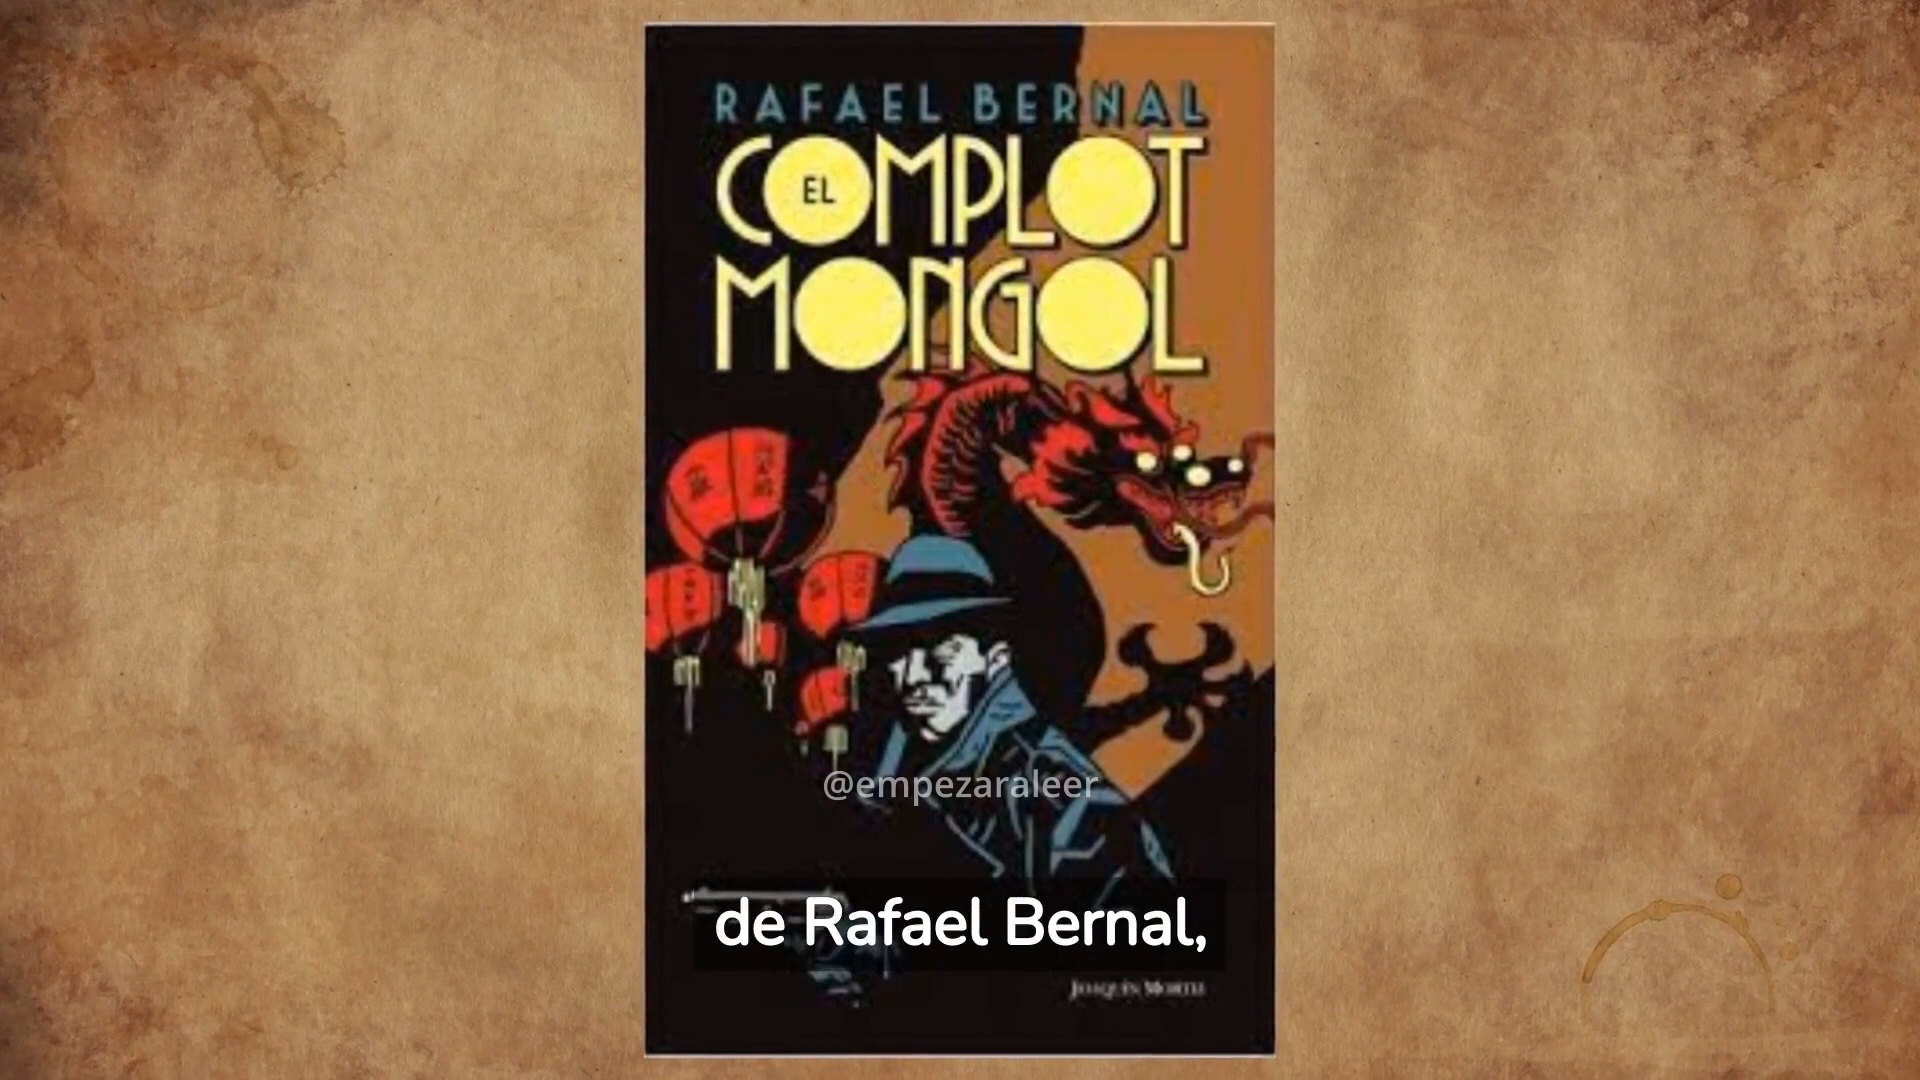 RAFAEL BERNAL
EL
COMPLOT
MONGOL
@empezaraleer
de Rafael Bernal,
JOAQUÍN MORTIZ